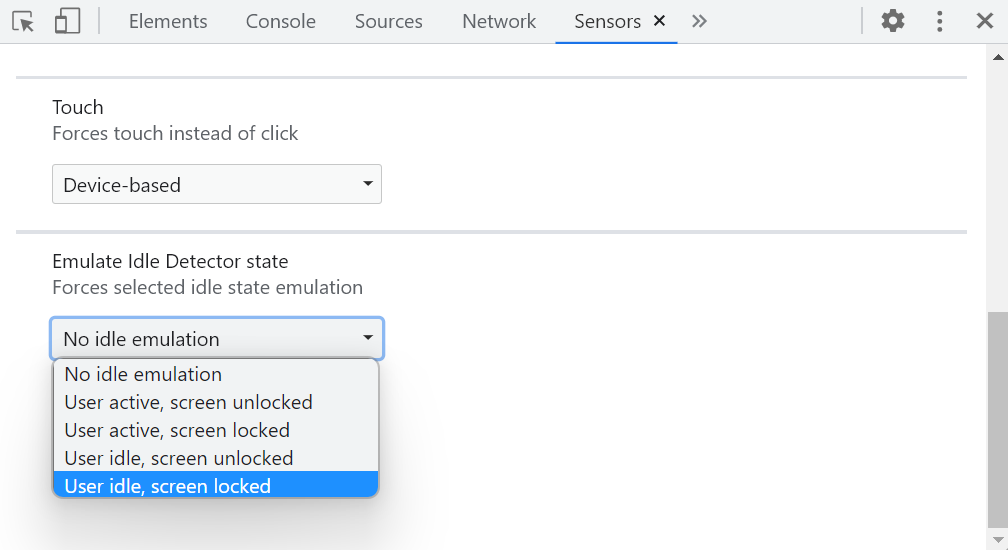 Elements Console Sources Network Sensors
Touch
Forces touch instead of click
Device-based
Emulate Idle Detector state
Forces selected idle state emulation
No idle emulation
No idle emulation
User active, screen unlocked
User active, screen locked
User idle, screen unlocked
User idle, screen locked